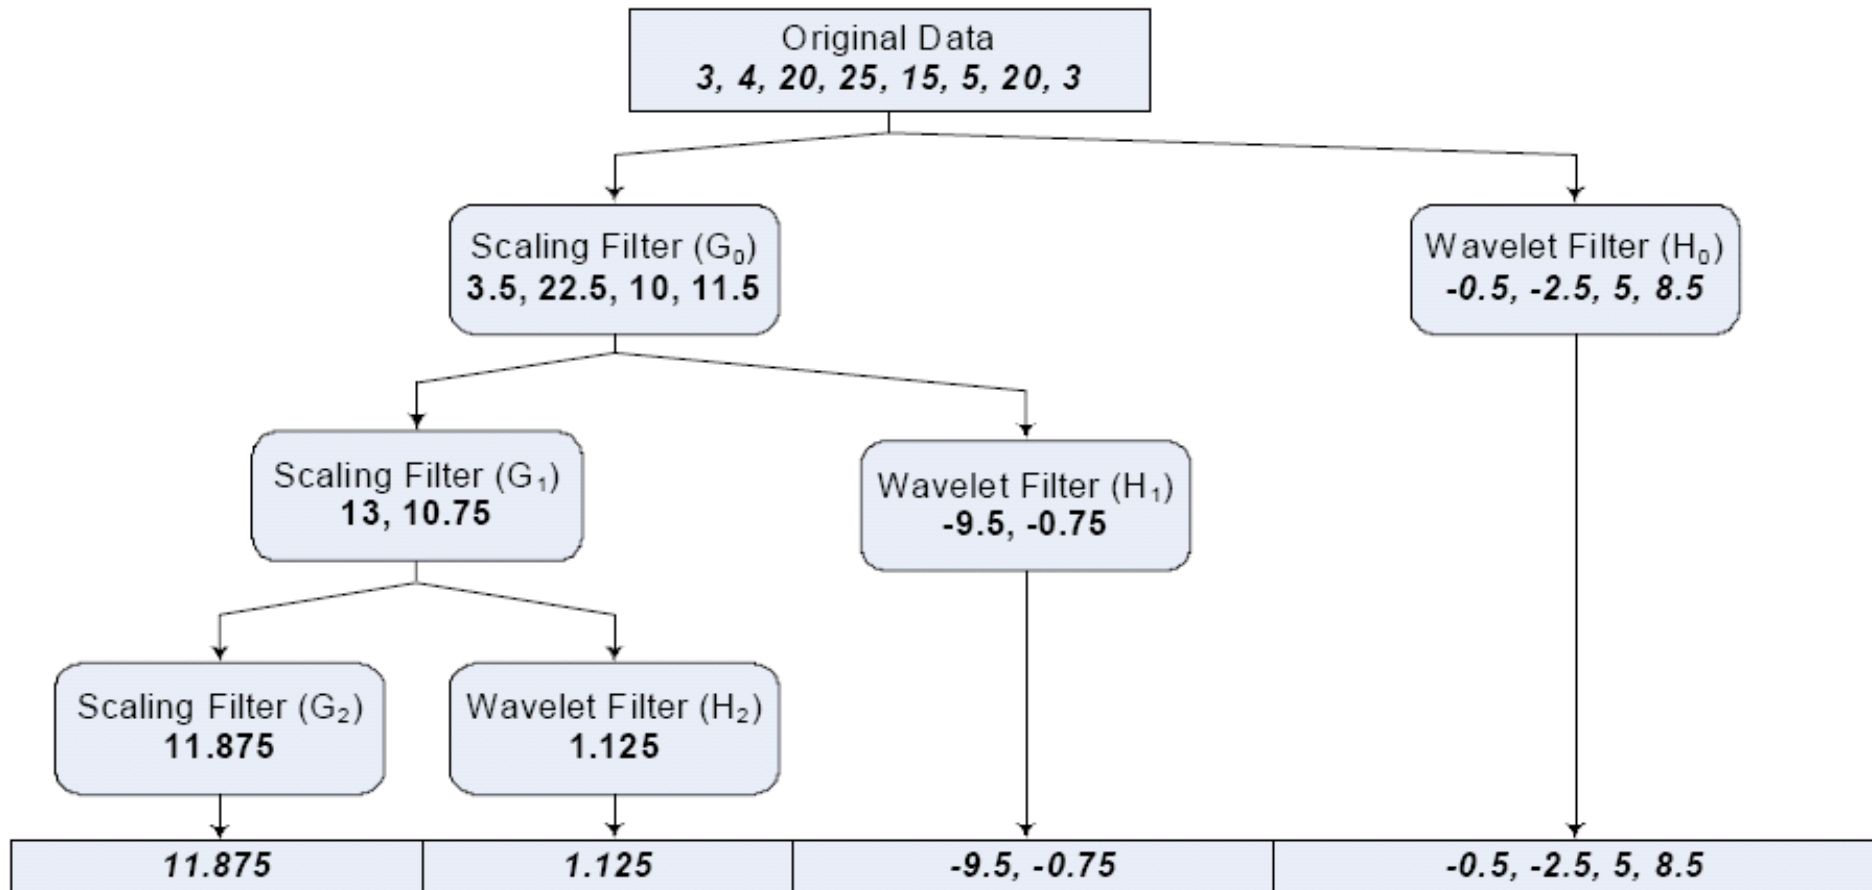 Original Data
3, 4, 20, 25, 15, 5, 20, 3
Scaling Filter (G₀)
3.5, 22.5, 10, 11.5
Wavelet Filter (H₀)
-0.5, -2.5, 5, 8.5
Scaling Filter (G₁)
13, 10.75
Wavelet Filter (H₁)
-9.5, -0.75
Scaling Filter (G₂)
11.875
Wavelet Filter (H₂)
1.125
11.875
1.125
-9.5, -0.75
-0.5, -2.5, 5, 8.5